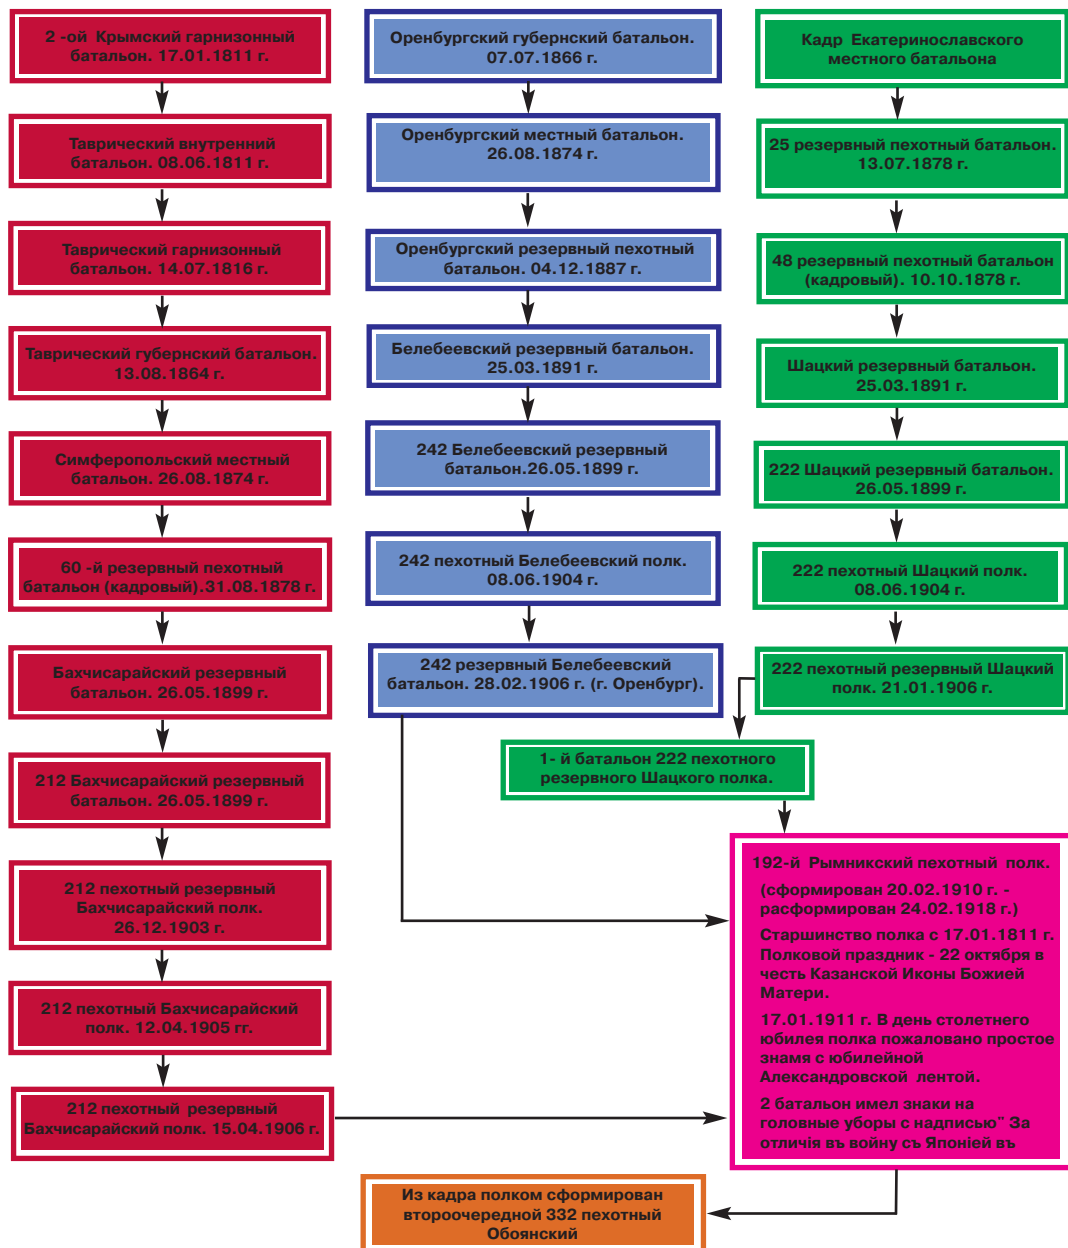 2 -ой Крымский гарнизонный
батальон. 17.01.1811 г.
Таврический внутренний
батальон. 08.06.1811 г.
Таврический гарнизонный
батальон. 14.07.1816 г.
Таврический губернский батальон.
13.08.1864 г.
Симферопольский местный
батальон. 26.08.1874 г.
60 -й резервный пехотный
батальон (кадровый).31.08.1878 г.
Бахчисарайский резервный
батальон. 26.05.1899 г.
212 Бахчисарайский резервный
батальон. 26.05.1899 г.
212 пехотный резервный
Бахчисарайский полк.
26.12.1903 г.
212 пехотный Бахчисарайский
полк. 12.04.1905 гг.
212 пехотный резервный
Бахчисарайский полк. 15.04.1906 г.
Оренбургский губернский батальон.
07.07.1866 г.
Оренбургский местный батальон.
26.08.1874 г.
Оренбургский резервный пехотный
батальон. 04.12.1887 г.
Белебеевский резервный батальон.
25.03.1891 г.
242 Белебеевский резервный
батальон.26.05.1899 г.
242 пехотный Белебеевский полк.
08.06.1904 г.
242 резервный Белебеевский
батальон. 28.02.1906 г. (г. Оренбург).
Кадр Екатеринославского
местного батальона
25 резервный пехотный батальон.
13.07.1878 г.
48 резервный пехотный батальон
(кадровый). 10.10.1878 г.
Шацкий резервный батальон.
25.03.1891 г.
222 Шацкий резервный батальон.
26.05.1899 г.
222 пехотный Шацкий полк.
08.06.1904 г.
222 пехотный резервный Шацкий
полк. 21.01.1906 г.
1- й батальон 222 пехотного
резервного Шацкого полка.
192-й Рымникский пехотный полк.
(сформирован 20.02.1910 г. -
расформирован 24.02.1918 г.)
Старшинство полка с 17.01.1811 г.
Полковой праздник - 22 октября в
честь Казанской Иконы Божией
Матери.
17.01.1911 г. В день столетнего
юбилея полка пожаловано простое
знамя с юбилейной
Александровской лентой.
2 батальон имел знаки на
головные уборы с надписью" За
отличія въ войну съ Японіей въ
Из кадра полком сформирован
второочередной 332 пехотный
Обоянский